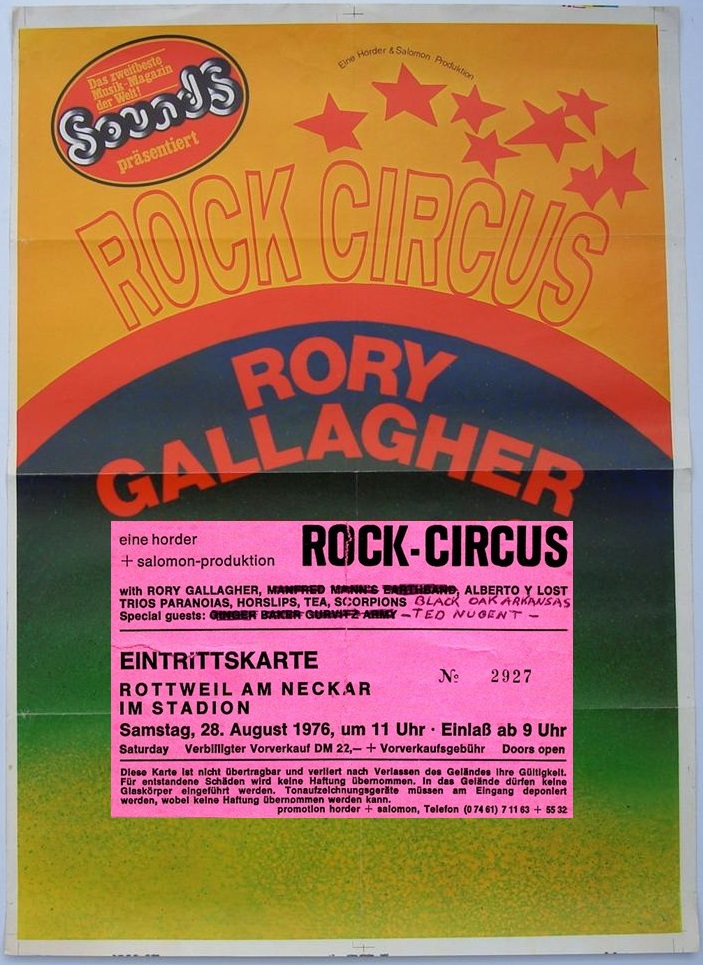 Das zweitbeste
Musik-Magazin
der Welt!
Sounds
präsentiert
Eine Horder & Salomon Produktion
ROCK CIRCUS
RORY
GALLAGHER
eine horder
+ salomon-produktion
ROCK-CIRCUS
with RORY GALLAGHER, MANFRED MANN'S EARTHBAND, ALBERTO Y LOST
TRIOS PARANOIAS, HORSLIPS, TEA, SCORPIONS BLACK OAK ARKANSAS
Special guests: GINGER BAKER GURVITZ ARMY - TED NUGENT -
EINTRITTSKARTE
№ 2927
ROTTWEIL AM NECKAR
IM STADION
Samstag, 28. August 1976, um 11 Uhr · Einlaß ab 9 Uhr
Saturday Verbilligter Vorverkauf DM 22,— + Vorverkaufsgebühr Doors open
Diese Karte ist nicht übertragbar und verliert nach Verlassen des Geländes ihre Gültigkeit.
Für entstandene Schäden wird keine Haftung übernommen. In das Gelände dürfen keine
Glaskörper eingeführt werden. Tonaufzeichnungsgeräte müssen am Eingang deponiert
werden, wobei keine Haftung übernommen werden kann.
promotion horder + salomon, Telefon (0 74 61) 7 11 63 + 55 32